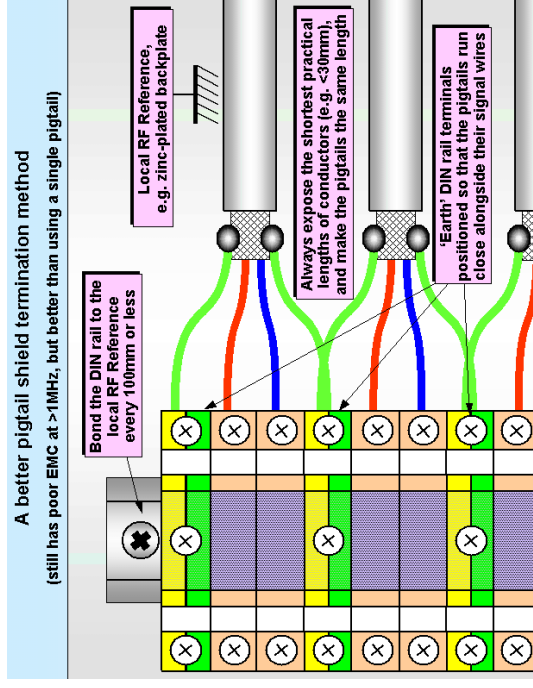 A better pigtail shield termination method
(still has poor EMC at >1MHz, but better than using a single pigtail)
Bond the DIN rail to the
local RF Reference
every 100mm or less
Local RF Reference,
e.g. zinc-plated backplate
Always expose the shortest practical
lengths of conductors (e.g. <30mm),
and make the pigtails the same length
‘Earth’ DIN rail terminals
positioned so that the pigtails run
close alongside their signal wires